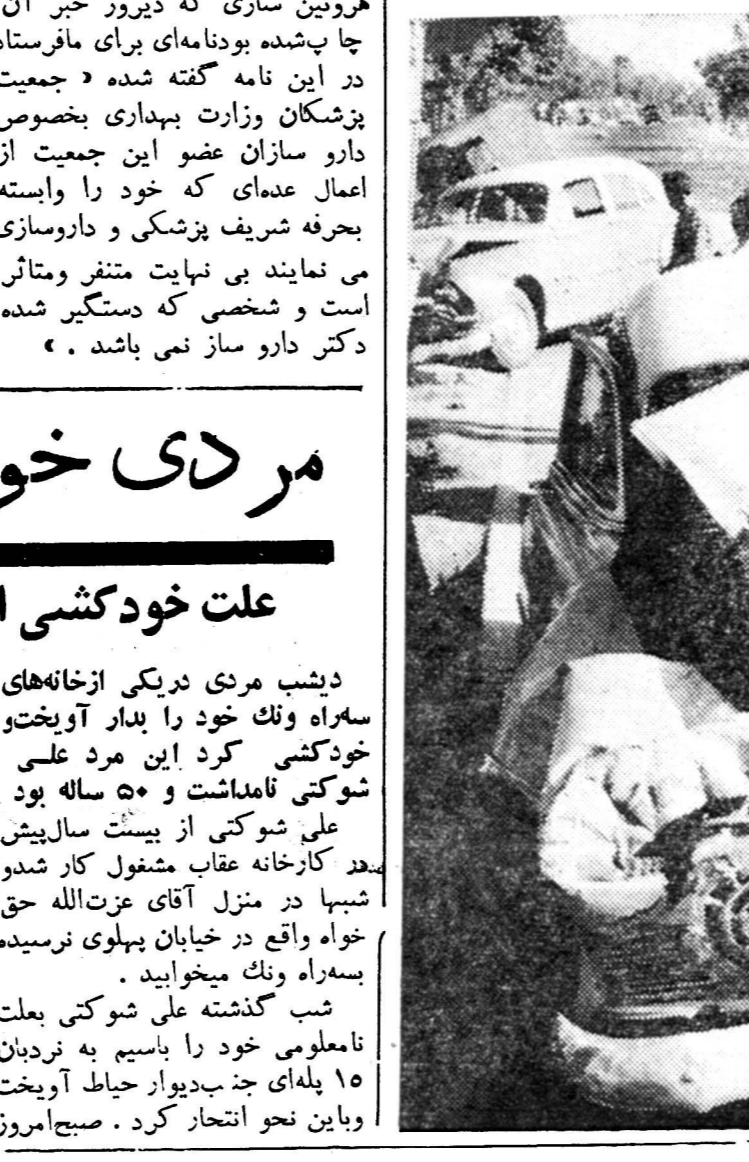 هروئین سازی که دیروز خبر آن
چاپ‌شده بودنامه‌ای برای مافرستاد
در این نامه گفته شده « جمعیت
پزشکان وزارت بهداری بخصوص
دارو سازان عضو این جمعیت از
اعمال عده‌ای که خود را وابسته
بحرفه شریف پزشکی و داروسازی
می نمایند بی نهایت متنفر ومتاثر
است و شخصی که دستگیر شده
دکتر دارو ساز نمی باشد . »
مردی خو
علت خودکشی ا
دیشب مردی دریکی ازخانه‌های
سه‌راه ونك خود را بدار آویخت‌و
خودکشی کرد این مرد علی
شوکتی نامداشت و ۵۰ ساله بود
علی شوکتی از بیست سال‌پیش
در کارخانه عقاب مشغول کار شدو
شبها در منزل آقای عزت‌الله حق
خواه واقع در خیابان پهلوی نرسیده
بسه‌راه ونك میخوابید .
شب گذشته علی شوکتی بعلت
نامعلومی خود را باسیم به نردبان
۱۵ پله‌ای جنب‌دیوار حیاط آویخت
وباین نحو انتحار کرد . صبح‌امروز